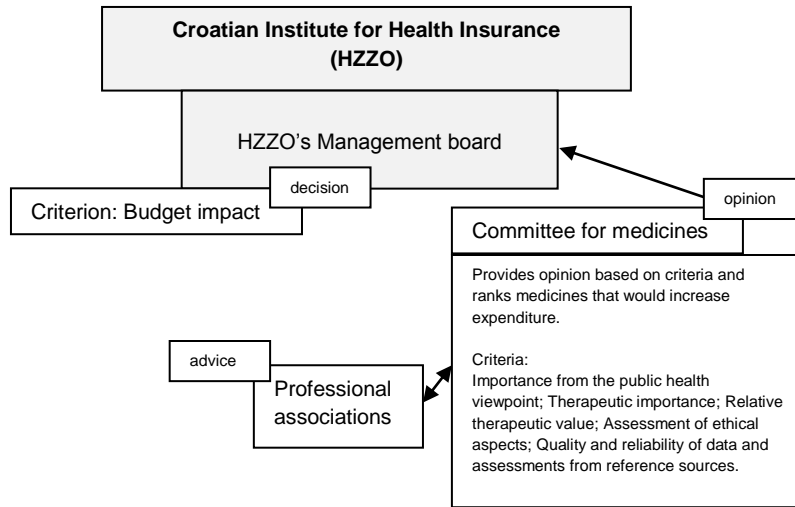 Croatian Institute for Health Insurance
(HZZO)
HZZO's Management board
decision
Criterion: Budget impact
opinion
Committee for medicines
Provides opinion based on criteria and
ranks medicines that would increase
expenditure.
Criteria:
Importance from the public health
viewpoint; Therapeutic importance; Relative
therapeutic value; Assessment of ethical
aspects; Quality and reliability of data and
assessments from reference sources.
advice
Professional
associations